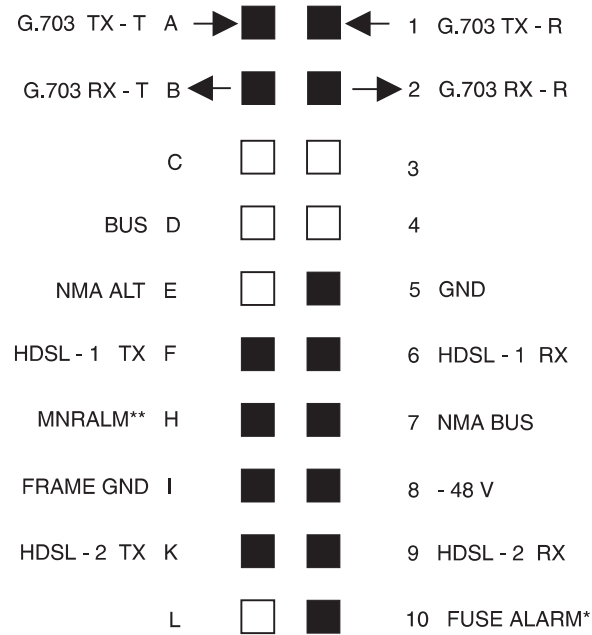 G.703 TX - T A 1 G.703 TX - R
G.703 RX - T B 2 G.703 RX - R
C 3
BUS D 4
NMA ALT E 5 GND
HDSL - 1 TX F 6 HDSL - 1 RX
MNRALM** H 7 NMA BUS
FRAME GND I 8 - 48 V
HDSL - 2 TX K 9 HDSL - 2 RX
L 10 FUSE ALARM*